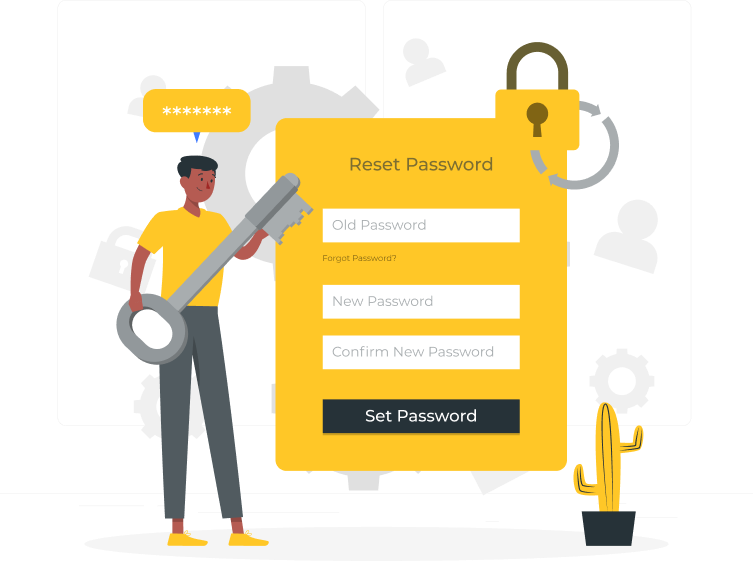 *******
Reset Password
Old Password
Forgot Password?
New Password
Confirm New Password
Set Password